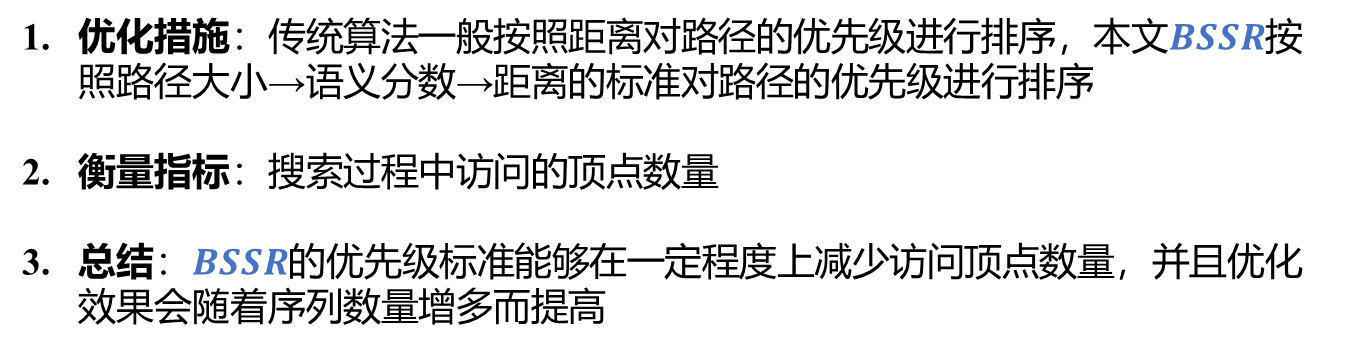 1. 优化措施：传统算法一般按照距离对路径的优先级进行排序，本文BSSR按
照路径大小→语义分数→距离的标准对路径的优先级进行排序
2. 衡量指标：搜索过程中访问的顶点数量
3. 总结：BSSR的优先级标准能够在一定程度上减少访问顶点数量，并且优化
效果会随着序列数量增多而提高